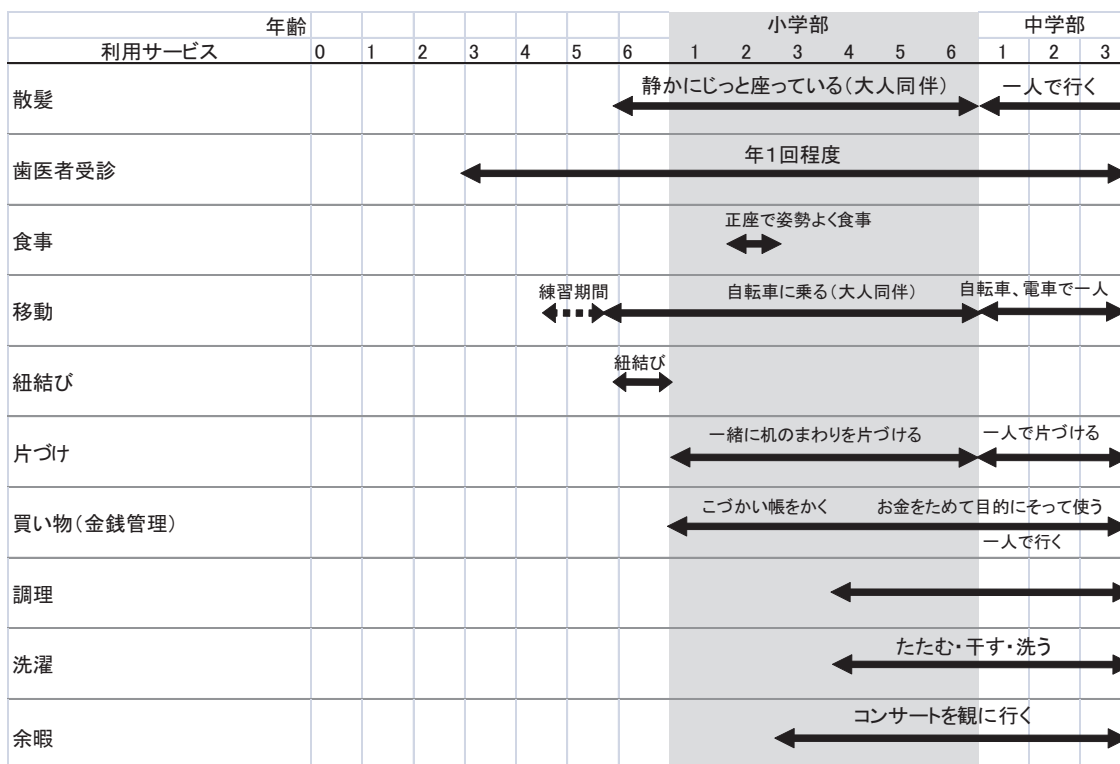 年齢 小学部 中学部
利用サービス 0 1 2 3 4 5 6 1 2 3 4 5 6 1 2 3
散髪 静かにじっと座っている(大人同伴) 一人で行く
歯医者受診 年1回程度
食事 正座で姿勢よく食事
移動 練習期間 自転車に乗る(大人同伴) 自転車、電車で一人
紐結び 紐結び
片づけ 一緒に机のまわりを片づける 一人で片づける
買い物(金銭管理) こづかい帳をかく お金をためて目的にそって使う
一人で行く
調理
洗濯 たたむ・干す・洗う
余暇 コンサートを観に行く